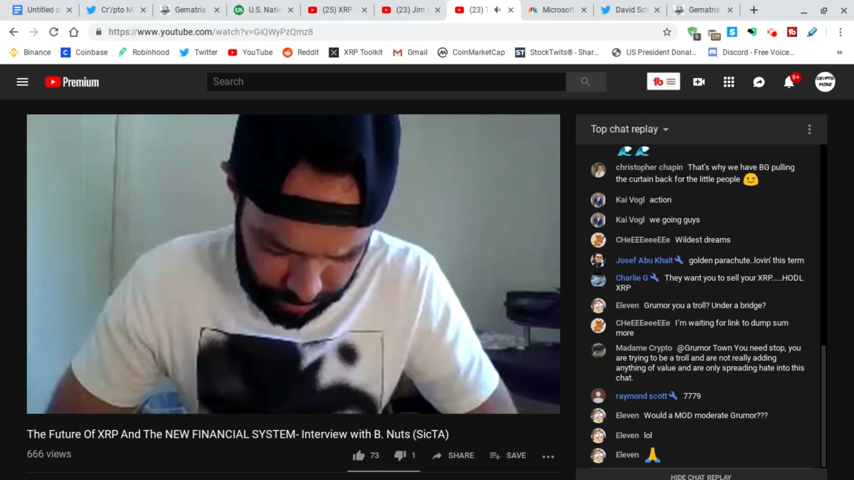 Untitled d
Cr/pto M
Gematria
U.S. Nati
(25) XRP
(23) Jim
(23) T
Microsoft
David Sc
Gematria
https://www.youtube.com/watch?v=GiQWyPzQmz8
Off
Binance
Coinbase
Robinhood
Twitter
YouTube
Reddit
XRP Toolkit
Gmail
CoinMarketCap
StockTwits® - Shar...
US President Donal...
Discord - Free Voice...
Premium
Search
tb
9+
CRYPTO MIKE
Top chat replay
christopher chapin That's why we have BG pulling
the curtain back for the little people 😉
Kai Vogl action
Kai Vogl we going guys
CHeEEEeeeEEe Wildest dreams
Josef Abu Khait golden parachute..lovin' this term
Charlie G They want you to sell your XRP.....HODL
XRP
Eleven Grumor you a troll? Under a bridge?
CHeEEEeeeEEe I'm waiting for link to dump sum
more
Madame Crypto @Grumor Town You need stop, you
are trying to be a troll and are not really adding
anything of value and are only spreading hate into this
chat.
raymond scott 7779
Eleven Would a MOD moderate Grumor???
Eleven lol
Eleven 🙏
HIDE CHAT REPLAY
The Future Of XRP And The NEW FINANCIAL SYSTEM- Interview with B. Nuts (SicTA)
666 views
73
1
SHARE
SAVE